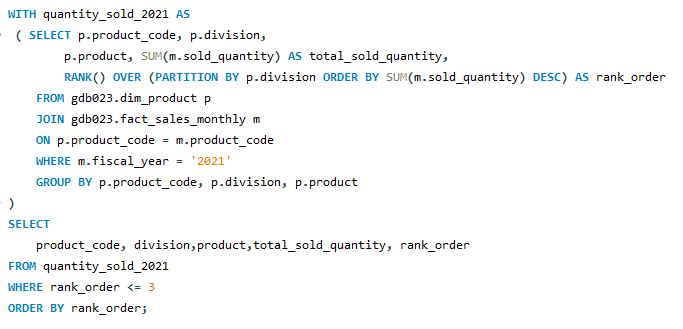 WITH quantity_sold_2021 AS
( SELECT p.product_code, p.division,
p.product, SUM(m.sold_quantity) AS total_sold_quantity,
RANK() OVER (PARTITION BY p.division ORDER BY SUM(m.sold_quantity) DESC) AS rank_order
FROM gdb023.dim_product p
JOIN gdb023.fact_sales_monthly m
ON p.product_code = m.product_code
WHERE m.fiscal_year = '2021'
GROUP BY p.product_code, p.division, p.product
)
SELECT
product_code, division,product,total_sold_quantity, rank_order
FROM quantity_sold_2021
WHERE rank_order <= 3
ORDER BY rank_order;